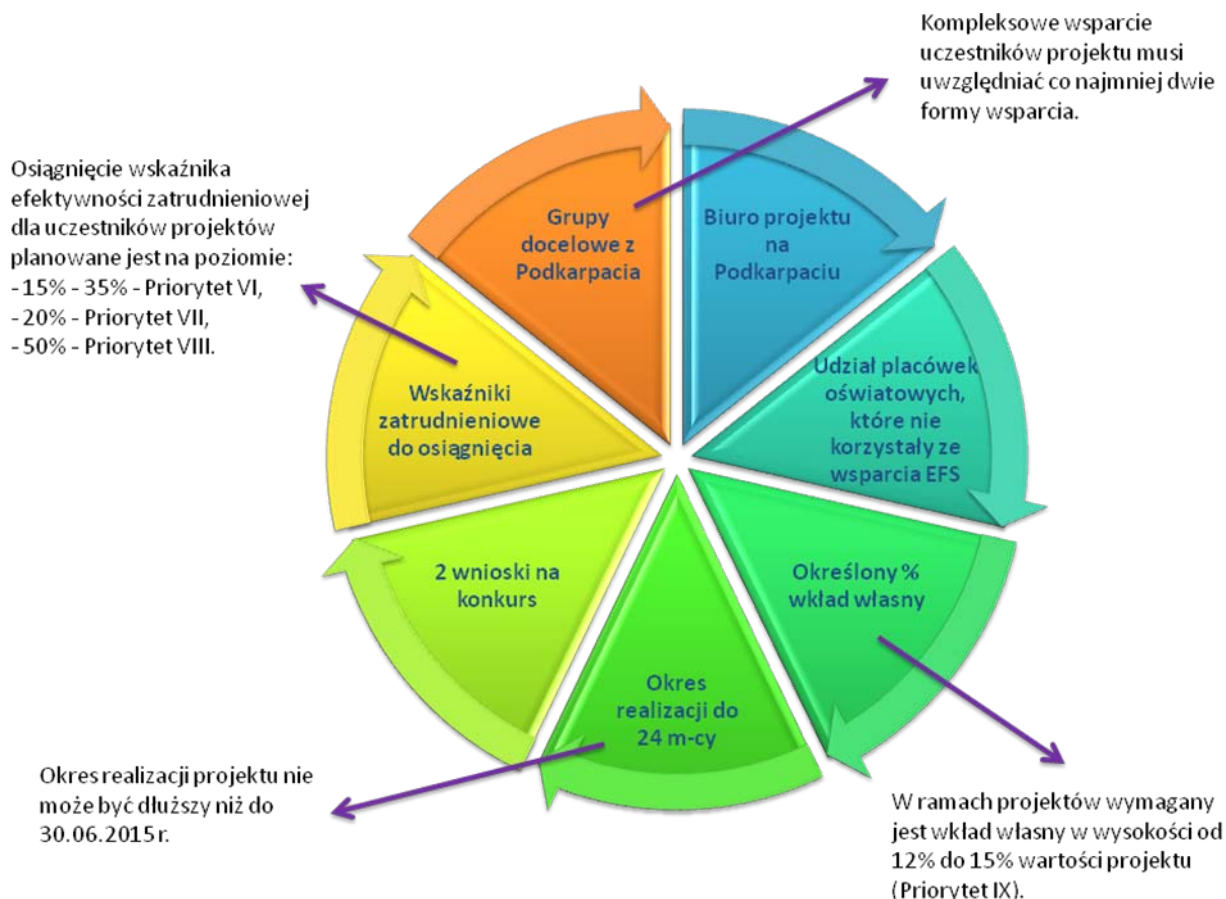 Kompleksowe wsparcie
uczestników projektu musi
uwzględniać co najmniej dwie
formy wsparcia.
Osiągnięcie wskaźnika
efektywności zatrudnieniowej
dla uczestników projektów
planowane jest na poziomie:
- 15% - 35% - Priorytet VI,
- 20% - Priorytet VII,
- 50% - Priorytet VIII.
Grupy
docelowe z
Podkarpacia
Biuro projektu
na
Podkarpaciu
Udział placówek
oświatowych,
które nie
korzystały ze
wsparcia EFS
Wskaźniki
zatrudnieniowe
do osiągnięcia
2 wnioski na
konkurs
Określony %
wkład własny
Okres
realizacji do
24 m-cy
Okres realizacji projektu nie
może być dłuższy niż do
30.06.2015 r.
W ramach projektów wymagany
jest wkład własny w wysokości od
12% do 15% wartości projektu
(Priorytet IX).